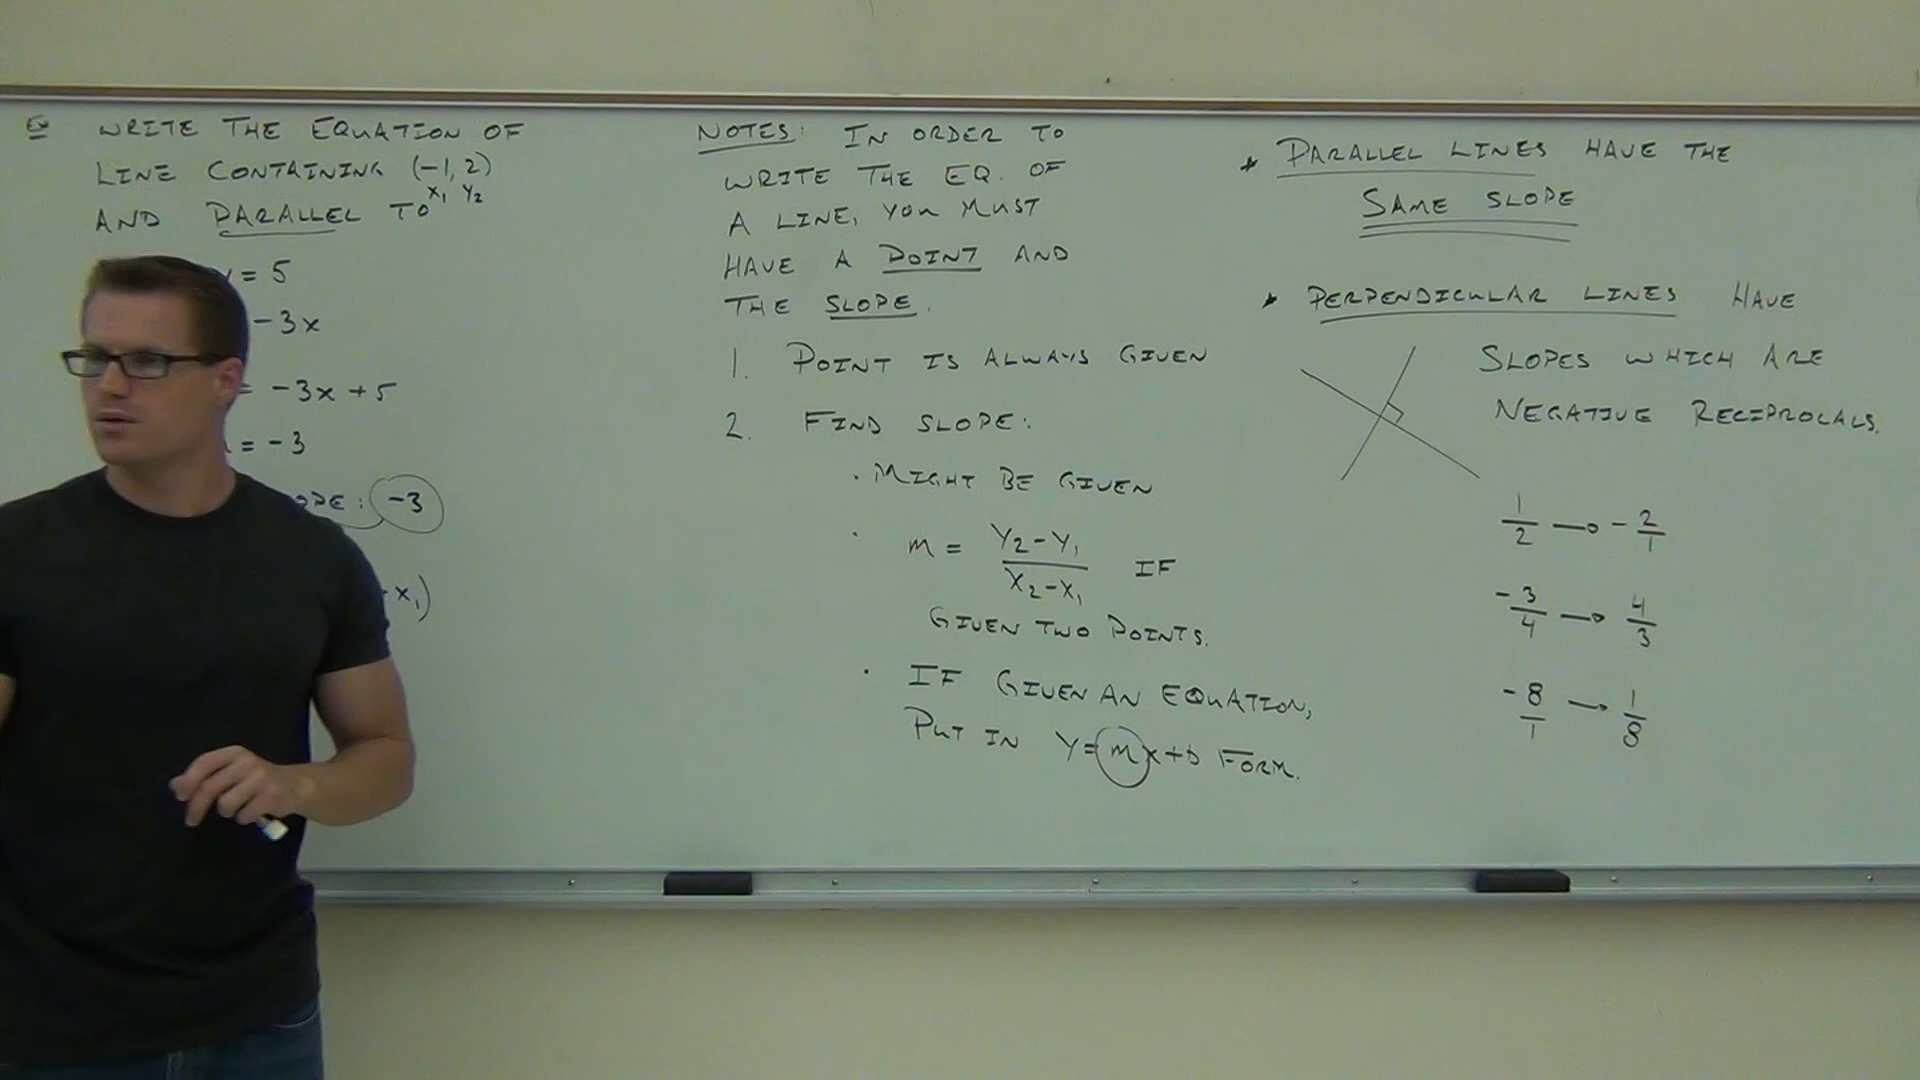 Ex WRITE THE EQUATION OF
LINE CONTAINING (-1, 2)
x₁ y₂
AND PARALLEL TO
y = 5
-3x
= -3x + 5
= -3
OPE: -3
- x₁)
NOTES: IN ORDER TO
WRITE THE EQ. OF
A LINE, YOU MUST
HAVE A POINT AND
THE SLOPE.
1. POINT IS ALWAYS GIVEN
2. FIND SLOPE:
· MIGHT BE GIVEN
· m = (y₂ - y₁)/(x₂ - x₁) IF
GIVEN TWO POINTS.
· IF GIVEN AN EQUATION,
PUT IN y = mx + b FORM.
* PARALLEL LINES HAVE THE
SAME SLOPE
* PERPENDICULAR LINES HAVE
SLOPES WHICH ARE
NEGATIVE RECIPROCALS.
1/2 → -2/1
-3/4 → 4/3
-8/1 → 1/8